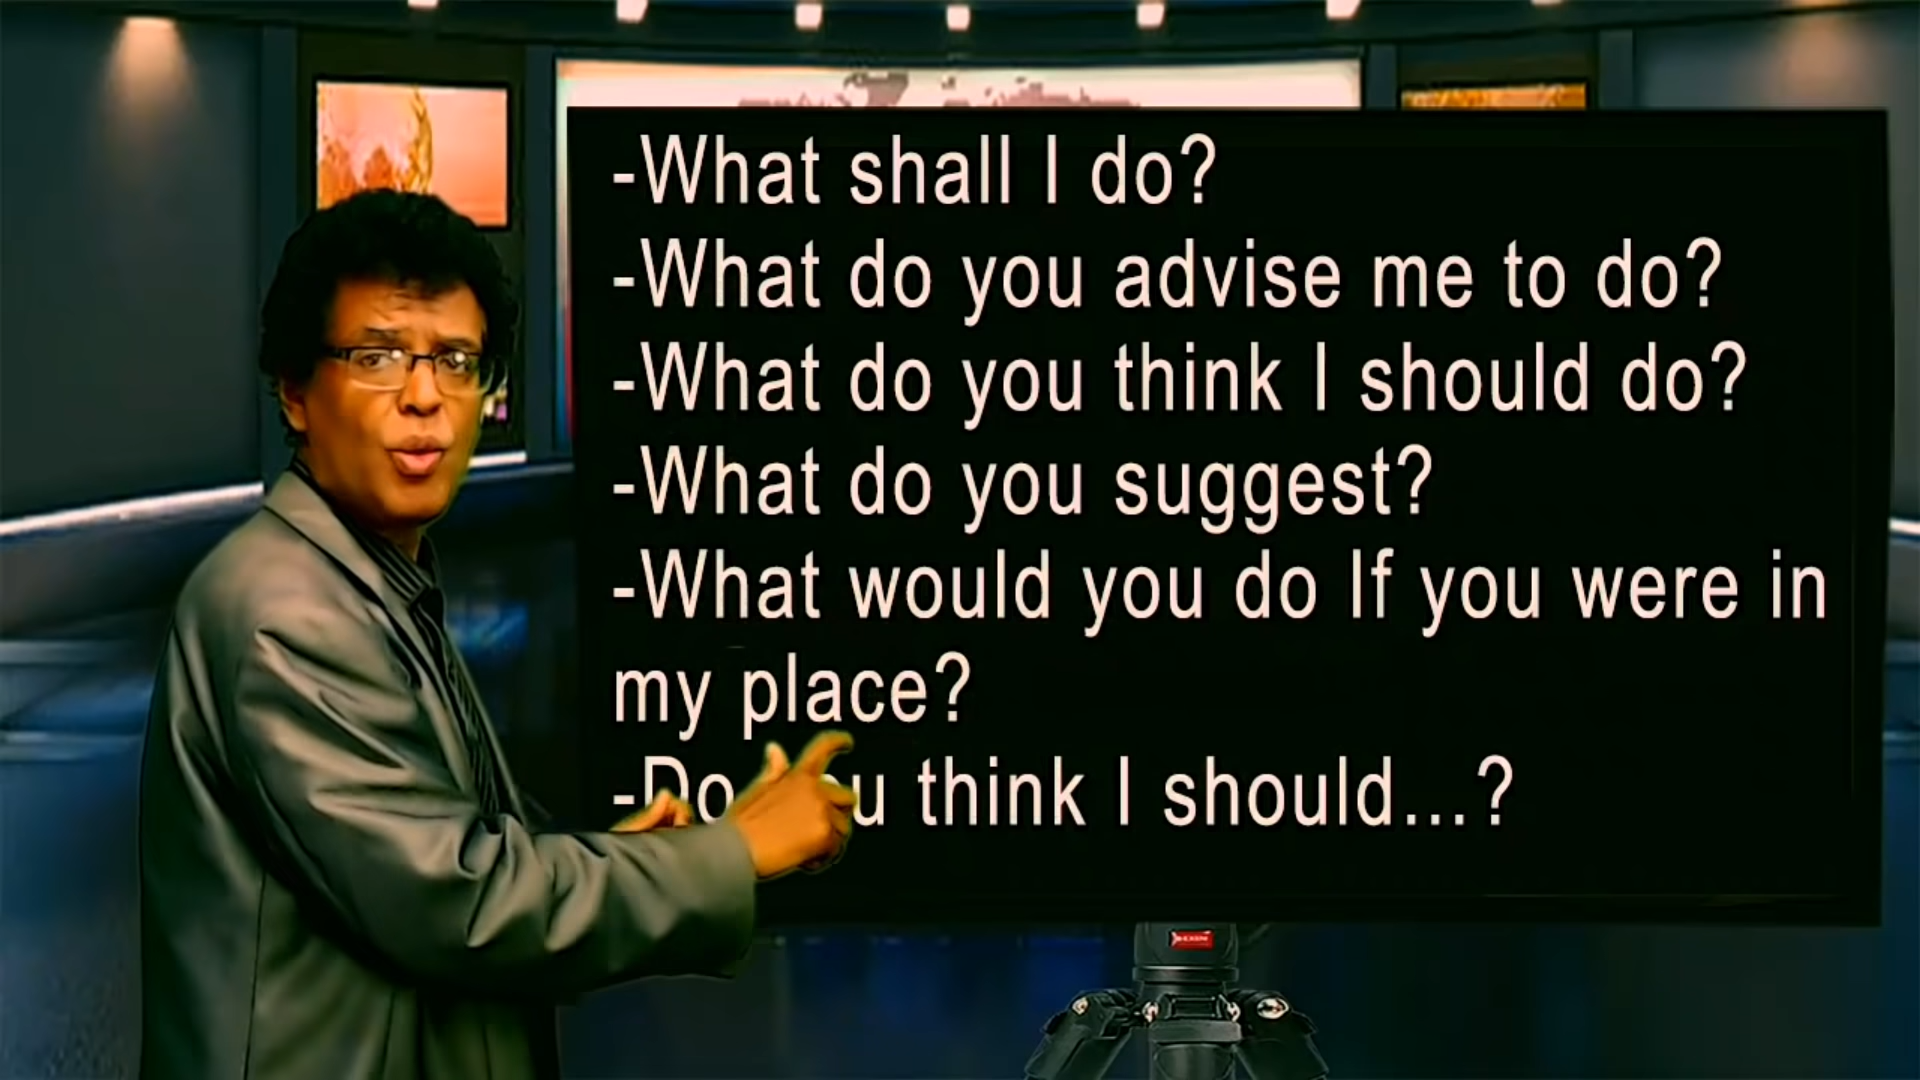 -What shall I do?
-What do you advise me to do?
-What do you think I should do?
-What do you suggest?
-What would you do If you were in
my place?
-Do u think I should...?